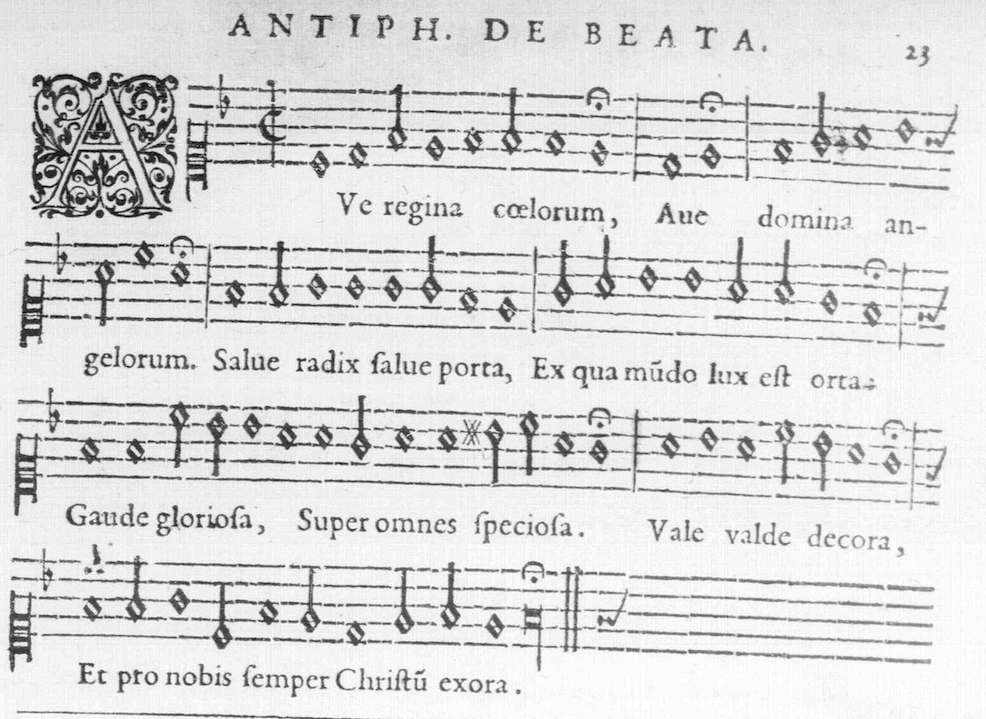 ANTIPH. DE BEATA.
23
AVe regina cœlorum, Aue domina an-
gelorum. Salue radix ſalue porta, Ex qua mũdo lux eſt orta:
Gaude glorioſa, Super omnes ſpecioſa. Vale valde decora,
Et pro nobis ſemper Chriſtũ exora.